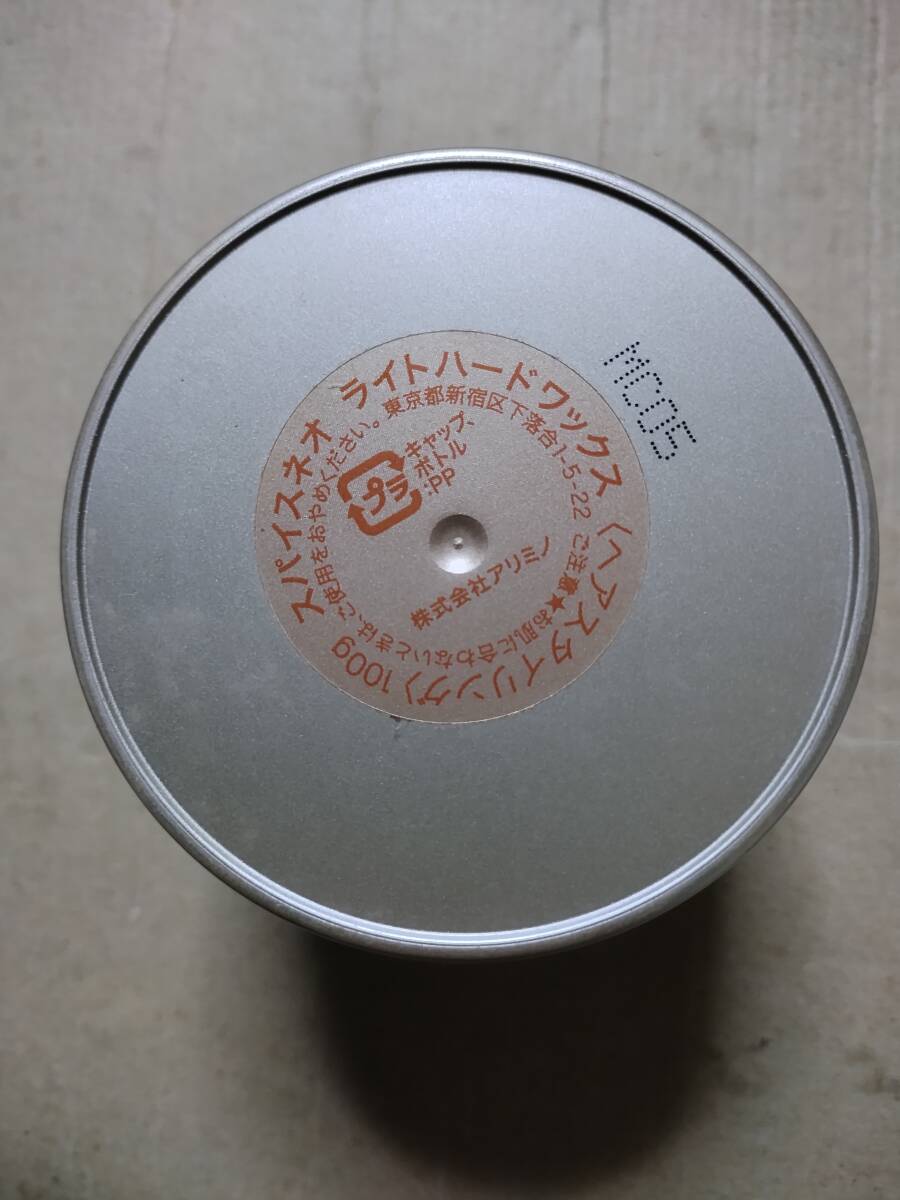 スパイスネオ ライトハードワックス 〈ヘアスタイリング〉 100g
東京都新宿区下落合1-5-22 ご注意★お肌に合わないときは、ご使用をおやめください。
プラ
キャップ、
ボトル
:PP
株式会社アリミノ
MC05